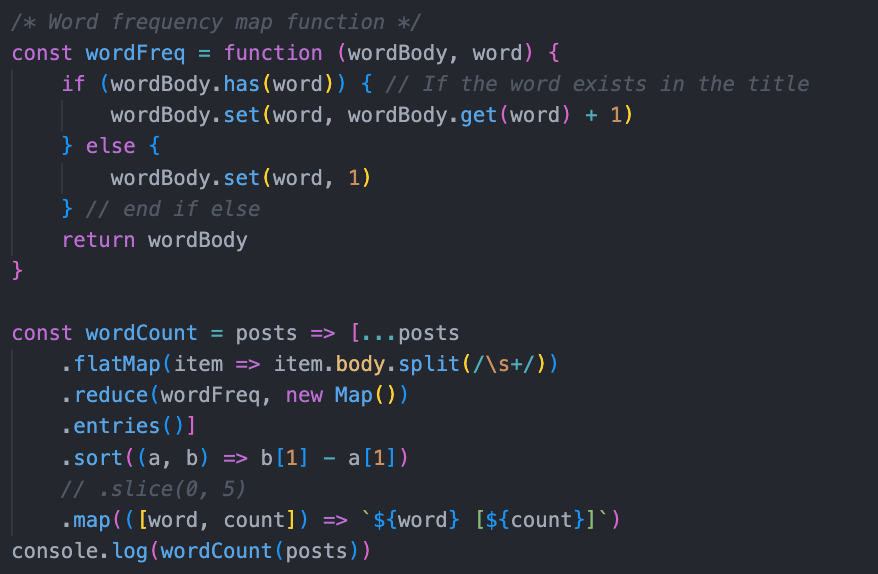 /* Word frequency map function */
const wordFreq = function (wordBody, word) {
    if (wordBody.has(word)) { // If the word exists in the title
        wordBody.set(word, wordBody.get(word) + 1)
    } else {
        wordBody.set(word, 1)
    } // end if else
    return wordBody
}

const wordCount = posts => [...posts
    .flatMap(item => item.body.split(/\s+/))
    .reduce(wordFreq, new Map())
    .entries()]
    .sort((a, b) => b[1] - a[1])
    // .slice(0, 5)
    .map(([word, count]) => `${word} [${count}]`)
console.log(wordCount(posts))